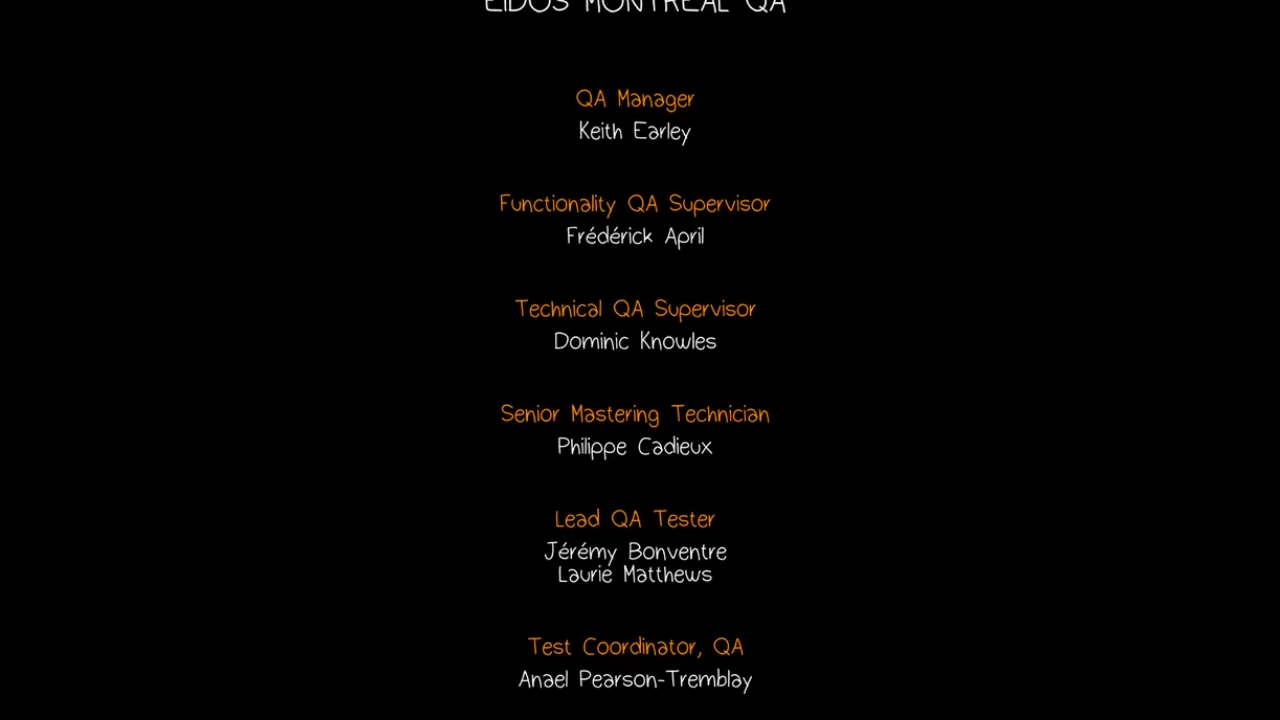 EIDOS MONTRÉAL QA
QA Manager
Keith Earley
Functionality QA Supervisor
Frédérick April
Technical QA Supervisor
Dominic Knowles
Senior Mastering Technician
Philippe Cadieux
Lead QA Tester
Jérémy Bonventre
Laurie Matthews
Test Coordinator, QA
Anael Pearson-Tremblay